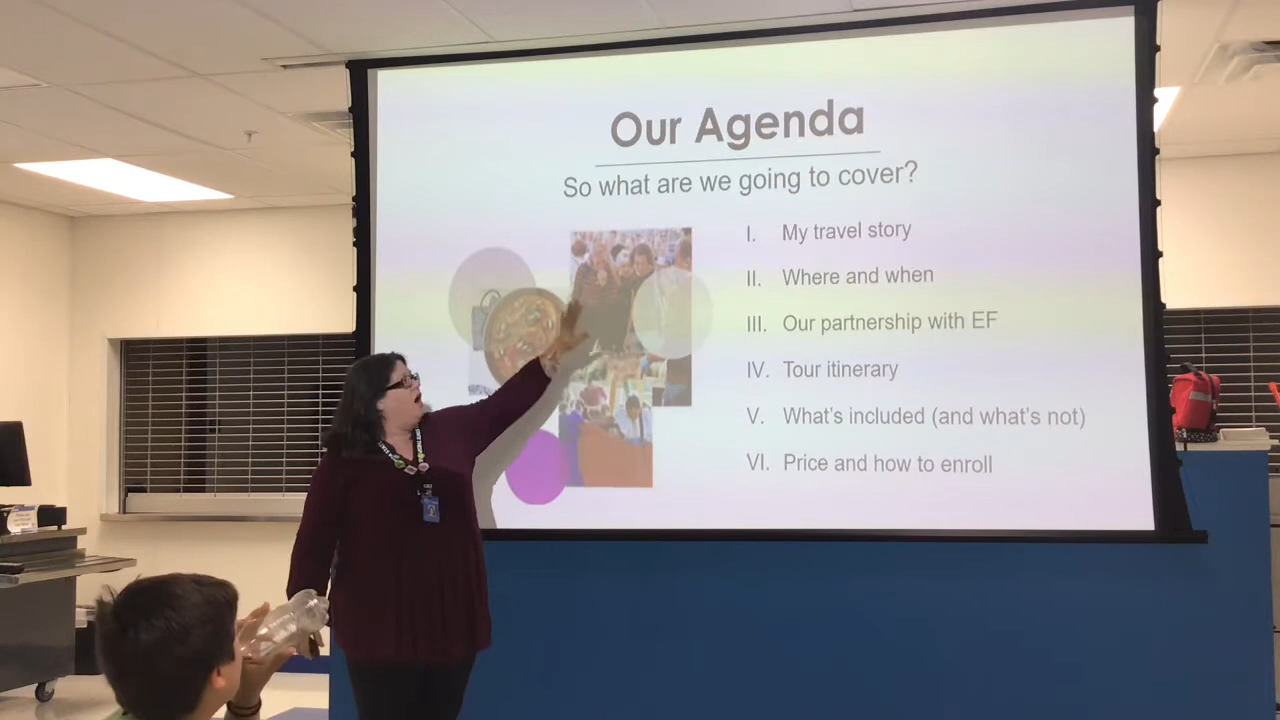 Our Agenda
So what are we going to cover?
I. My travel story
II. Where and when
III. Our partnership with EF
IV. Tour itinerary
V. What's included (and what's not)
VI. Price and how to enroll